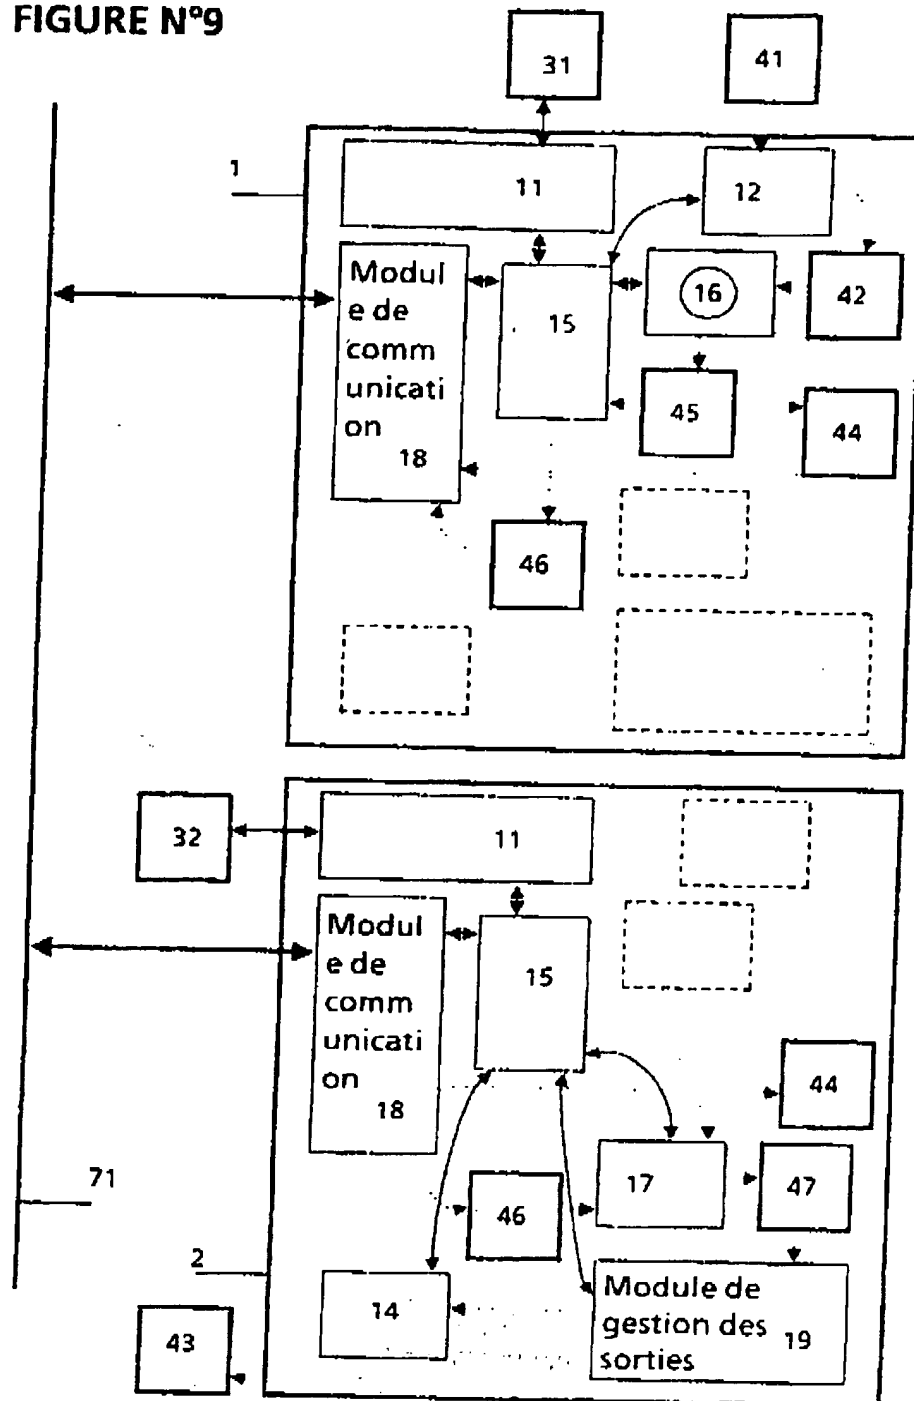 FIGURE N°9
31
41
1
11
12
Modul
e de
comm
unicati
on
18
15
16
42
45
44
46
32
11
Modul
e de
comm
unicati
on
18
15
44
71
46
17
47
2
14
Module de
gestion des
sorties
19
43